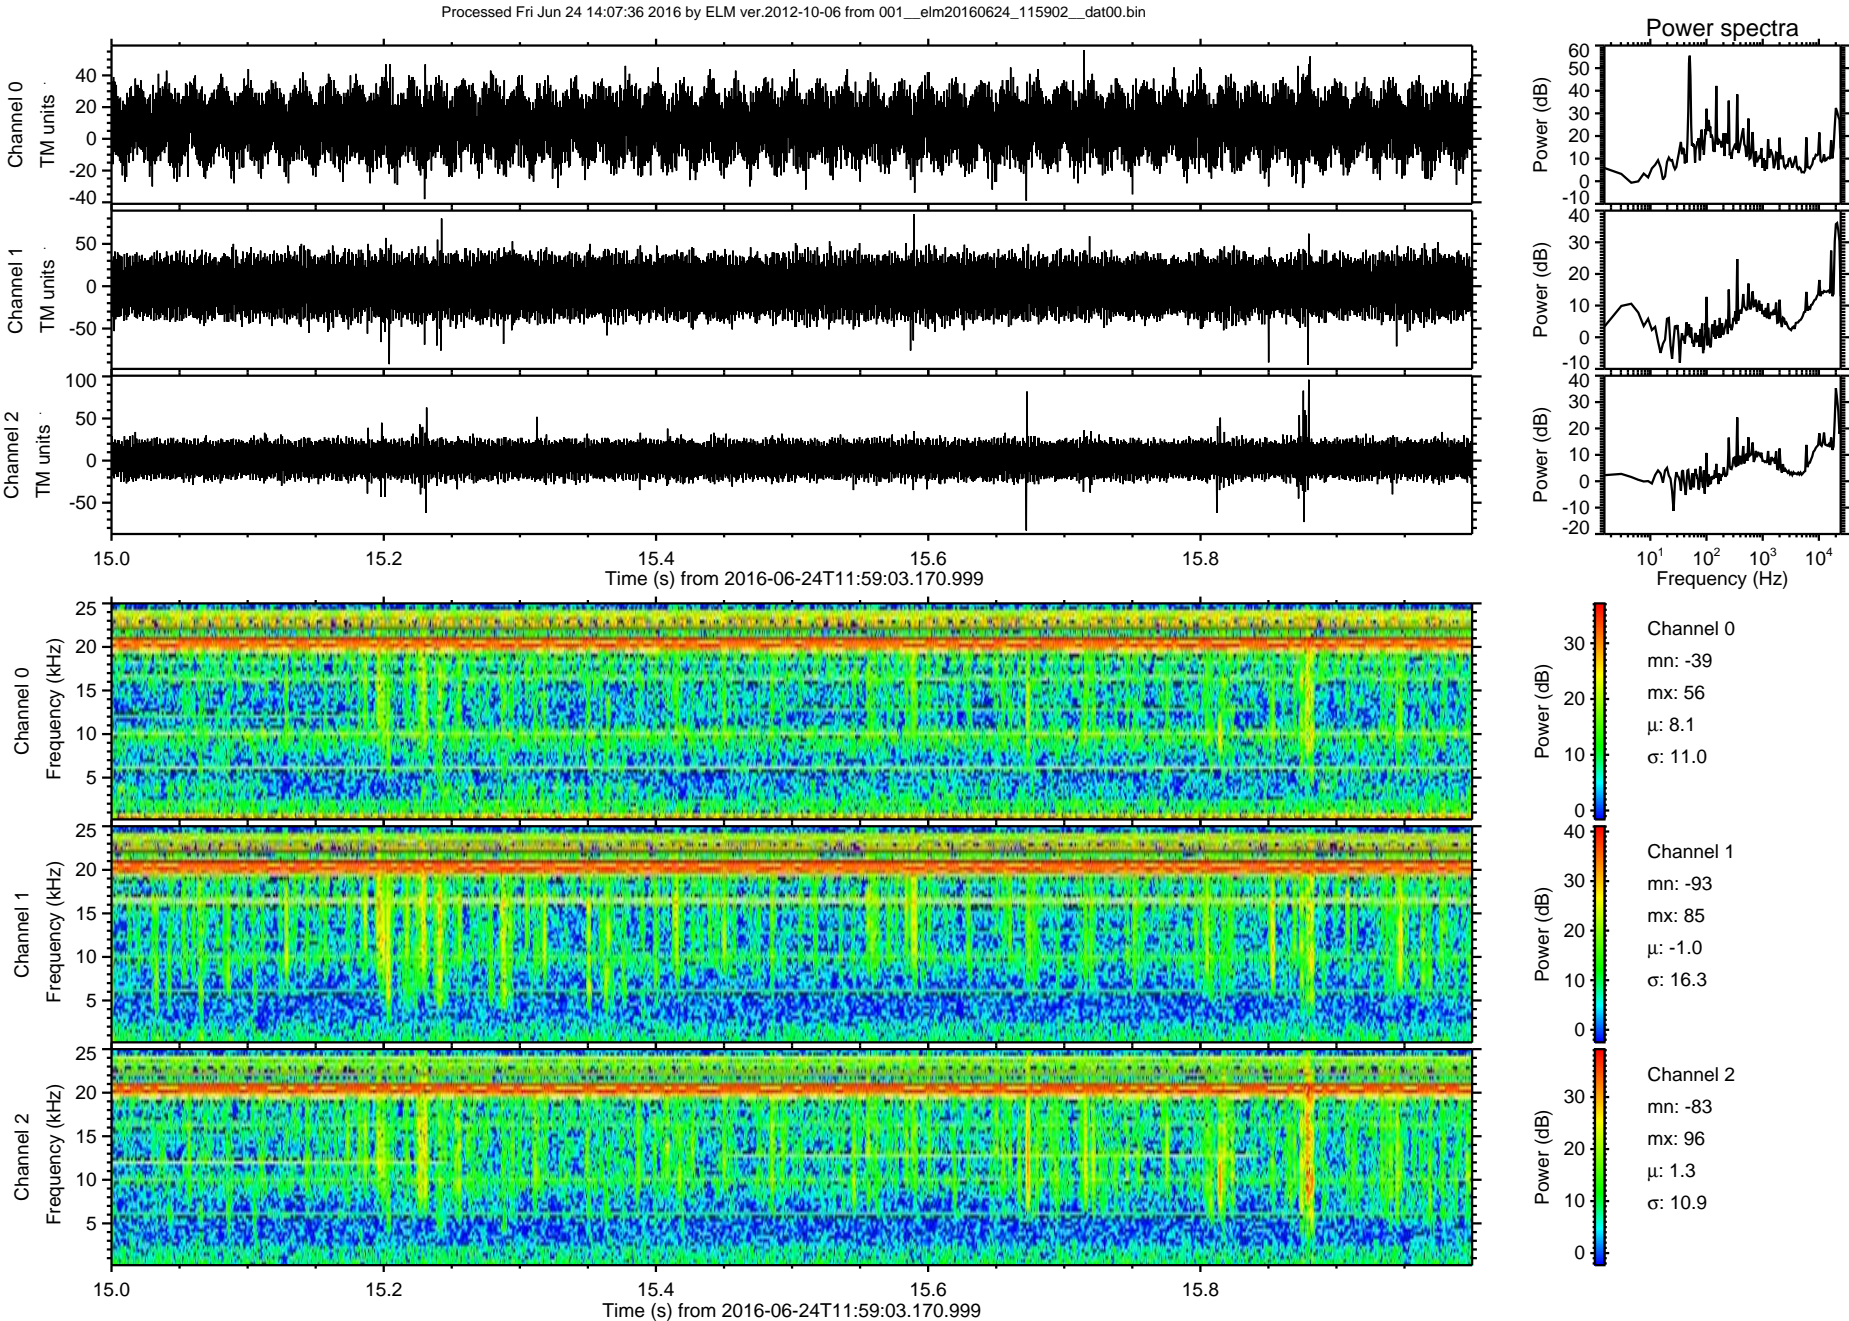 Processed Fri Jun 24 14:07:36 2016 by ELM ver.2012-10-06 from 001__elm20160624_115902__dat00.bin
Power spectra
Channel 0
TM units
40
20
0
-20
-40
Power (dB)
60
50
40
30
20
10
0
-10
Channel 1
TM units
50
0
-50
Power (dB)
40
30
20
10
0
-10
Channel 2
TM units
100
50
0
-50
Power (dB)
40
30
20
10
0
-10
-20
15.0 15.2 15.4 15.6 15.8
Time (s) from 2016-06-24T11:59:03.170.999
10^1 10^2 10^3 10^4
Frequency (Hz)
Channel 0
Frequency (kHz)
25
20
15
10
5
Power (dB)
30
20
10
0
Channel 0
mn: -39
mx: 56
μ: 8.1
σ: 11.0
Channel 1
Frequency (kHz)
25
20
15
10
5
Power (dB)
40
30
20
10
0
Channel 1
mn: -93
mx: 85
μ: -1.0
σ: 16.3
Channel 2
Frequency (kHz)
25
20
15
10
5
Power (dB)
30
20
10
0
Channel 2
mn: -83
mx: 96
μ: 1.3
σ: 10.9
15.0 15.2 15.4 15.6 15.8
Time (s) from 2016-06-24T11:59:03.170.999